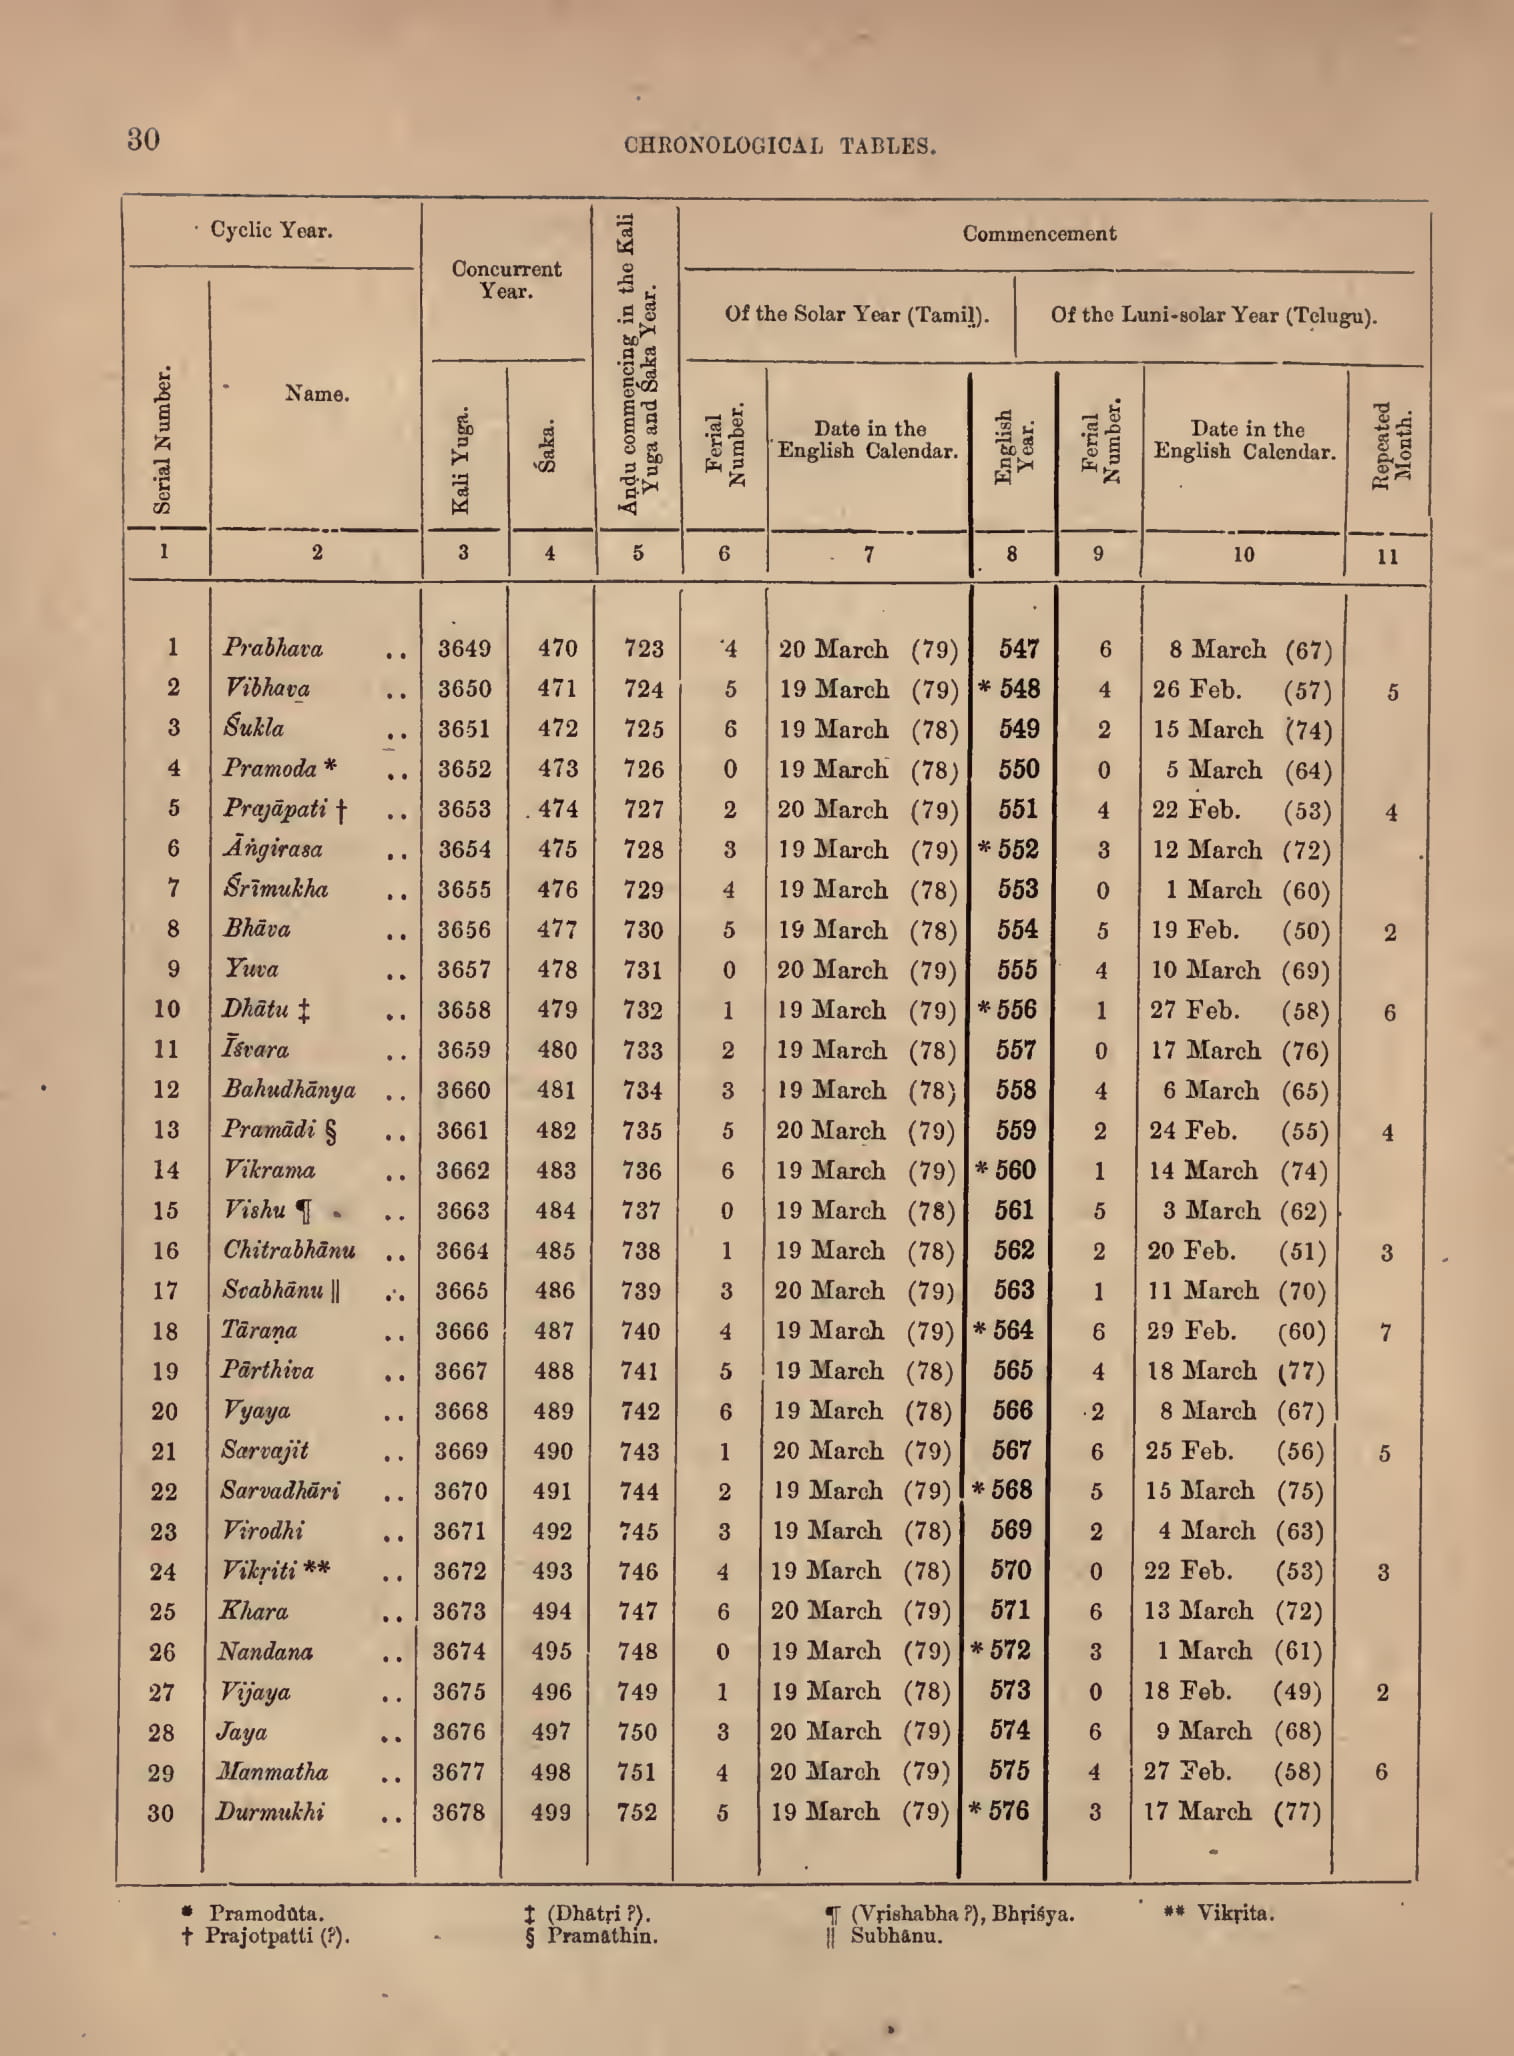 30
CHRONOLOGICAL TABLES.
Cyclic Year.
Concurrent Year.
Āṇḍu commencing in the Kali Yuga and Śaka Year.
Commencement
Of the Solar Year (Tamiḻ).
Of the Luni-solar Year (Telugu).
Serial Number.
Name.
Kali Yuga.
Śaka.
Ferial Number.
Date in the English Calendar.
English Year.
Ferial Number.
Date in the English Calendar.
Repeated Month.
1 2 3 4 5 6 7 8 9 10 11
1 Prabhava .. 3649 470 723 4 20 March (79) 547 6 8 March (67)
2 Vibhava .. 3650 471 724 5 19 March (79) * 548 4 26 Feb. (57) 5
3 Śukla .. 3651 472 725 6 19 March (78) 549 2 15 March (74)
4 Pramoda * .. 3652 473 726 0 19 March (78) 550 0 5 March (64)
5 Prajāpati † .. 3653 474 727 2 20 March (79) 551 4 22 Feb. (53) 4
6 Āṅgirasa .. 3654 475 728 3 19 March (79) * 552 3 12 March (72)
7 Śrīmukha .. 3655 476 729 4 19 March (78) 553 0 1 March (60)
8 Bhāva .. 3656 477 730 5 19 March (78) 554 5 19 Feb. (50) 2
9 Yuva .. 3657 478 731 0 20 March (79) 555 4 10 March (69)
10 Dhātu ‡ .. 3658 479 732 1 19 March (79) * 556 1 27 Feb. (58) 6
11 Īśvara .. 3659 480 733 2 19 March (78) 557 0 17 March (76)
12 Bahudhānya .. 3660 481 734 3 19 March (78) 558 4 6 March (65)
13 Pramādi § .. 3661 482 735 5 20 March (79) 559 2 24 Feb. (55) 4
14 Vikrama .. 3662 483 736 6 19 March (79) * 560 1 14 March (74)
15 Vishu ¶ .. 3663 484 737 0 19 March (78) 561 5 3 March (62)
16 Chitrabhānu .. 3664 485 738 1 19 March (78) 562 2 20 Feb. (51) 3
17 Svabhānu || .. 3665 486 739 3 20 March (79) 563 1 11 March (70)
18 Tāraṇa .. 3666 487 740 4 19 March (79) * 564 6 29 Feb. (60) 7
19 Pārthiva .. 3667 488 741 5 19 March (78) 565 4 18 March (77)
20 Vyaya .. 3668 489 742 6 19 March (78) 566 2 8 March (67)
21 Sarvajit .. 3669 490 743 1 20 March (79) 567 6 25 Feb. (56) 5
22 Sarvadhāri .. 3670 491 744 2 19 March (79) * 568 5 15 March (75)
23 Virodhi .. 3671 492 745 3 19 March (78) 569 2 4 March (63)
24 Vikṛiti ** .. 3672 493 746 4 19 March (78) 570 0 22 Feb. (53) 3
25 Khara .. 3673 494 747 6 20 March (79) 571 6 13 March (72)
26 Nandana .. 3674 495 748 0 19 March (79) * 572 3 1 March (61)
27 Vijaya .. 3675 496 749 1 19 March (78) 573 0 18 Feb. (49) 2
28 Jaya .. 3676 497 750 3 20 March (79) 574 6 9 March (68)
29 Manmatha .. 3677 498 751 4 20 March (79) 575 4 27 Feb. (58) 6
30 Durmukhi .. 3678 499 752 5 19 March (79) * 576 3 17 March (77)
* Pramodūta. ‡ (Dhātṛi ?). ¶ (Vṛishabha ?), Bhṛiśya. ** Vikṛita.
† Prajotpatti (?). § Pramāthin. || Subhānu.